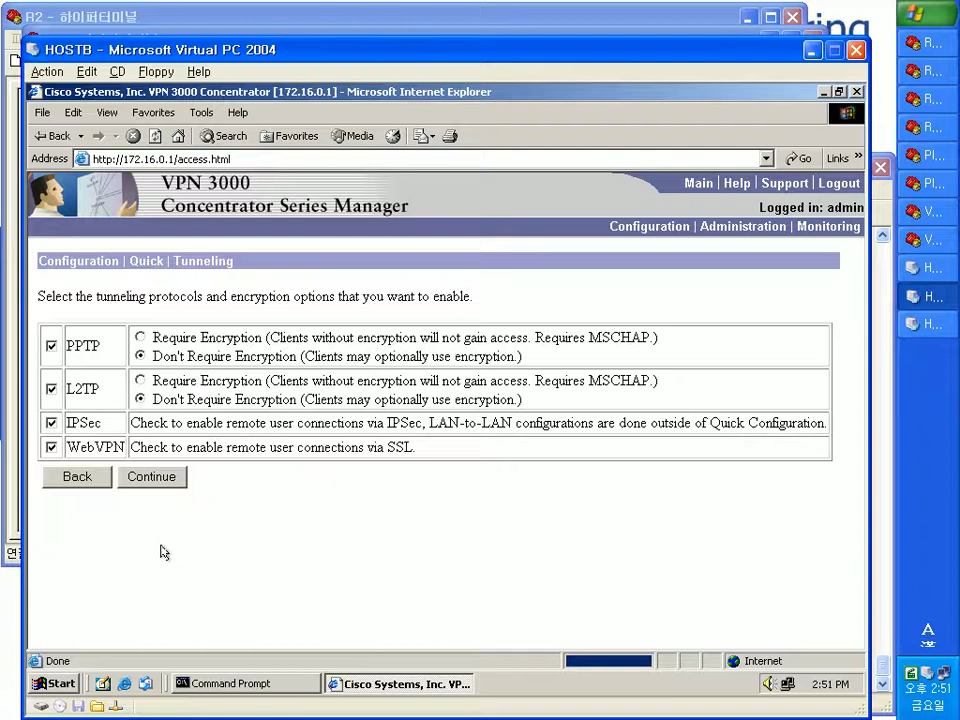 R2 - 하이퍼터미널
HOSTB - Microsoft Virtual PC 2004
Action Edit CD Floppy Help
Cisco Systems, Inc. VPN 3000 Concentrator [172.16.0.1] - Microsoft Internet Explorer
File Edit View Favorites Tools Help
Back Search Favorites Media
Address http://172.16.0.1/access.html Go Links »
VPN 3000
Concentrator Series Manager
Main | Help | Support | Logout
Logged in: admin
Configuration | Administration | Monitoring
Configuration | Quick | Tunneling
Select the tunneling protocols and encryption options that you want to enable.
PPTP
Require Encryption (Clients without encryption will not gain access. Requires MSCHAP.)
Don't Require Encryption (Clients may optionally use encryption.)
L2TP
Require Encryption (Clients without encryption will not gain access. Requires MSCHAP.)
Don't Require Encryption (Clients may optionally use encryption.)
IPSec Check to enable remote user connections via IPSec, LAN-to-LAN configurations are done outside of Quick Configuration.
WebVPN Check to enable remote user connections via SSL.
Back Continue
Done Internet
Start Command Prompt Cisco Systems, Inc. VP... 2:51 PM
R...
R...
R...
R...
Pl...
Pl...
V...
V...
H...
H...
H...
A
오후 2:51
금요일